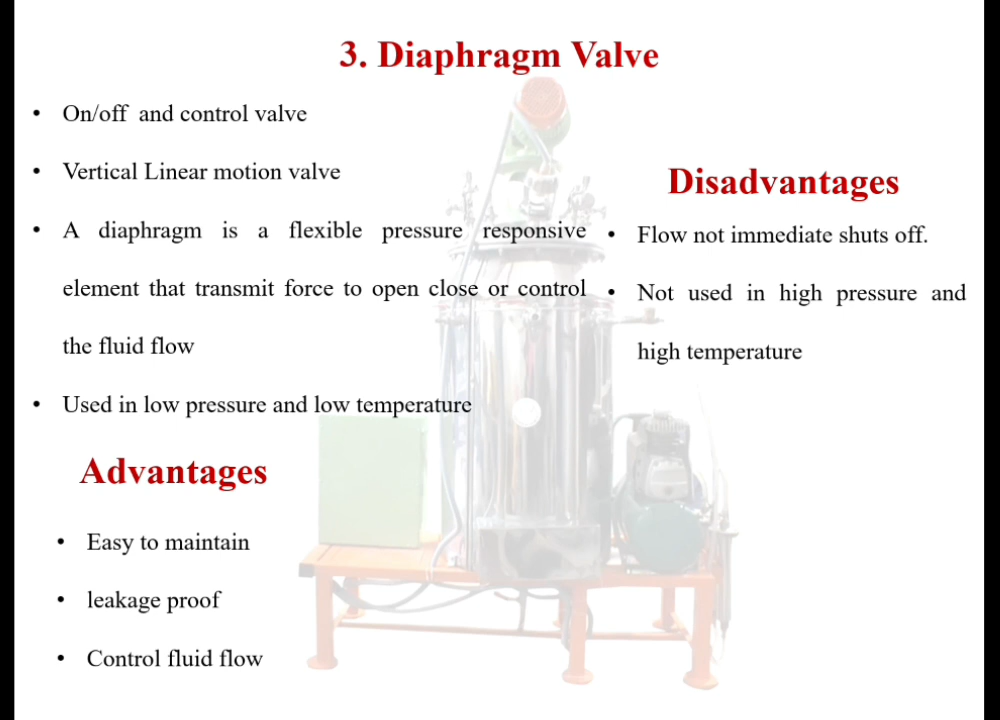 3. Diaphragm Valve
• On/off and control valve
• Vertical Linear motion valve
• A diaphragm is a flexible pressure responsive
element that transmit force to open close or control
the fluid flow
• Used in low pressure and low temperature
Advantages
• Easy to maintain
• leakage proof
• Control fluid flow
Disadvantages
• Flow not immediate shuts off.
• Not used in high pressure and
high temperature